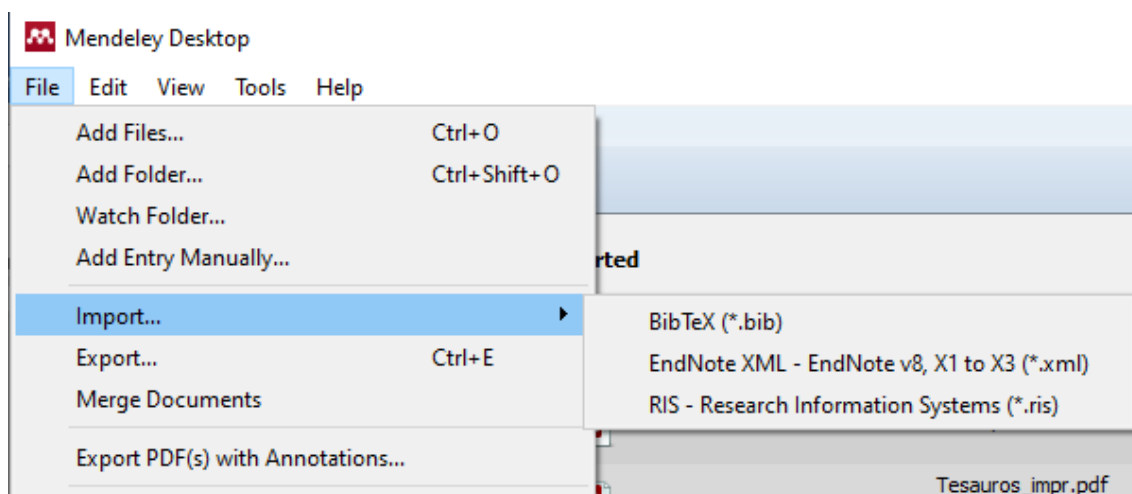 Mendeley Desktop
File Edit View Tools Help
Add Files... Ctrl+O
Add Folder... Ctrl+Shift+O
Watch Folder...
Add Entry Manually...
rted
Import...
BibTeX (*.bib)
Export... Ctrl+E
EndNote XML - EndNote v8, X1 to X3 (*.xml)
Merge Documents
RIS - Research Information Systems (*.ris)
Export PDF(s) with Annotations...
Tesauros impr.pdf